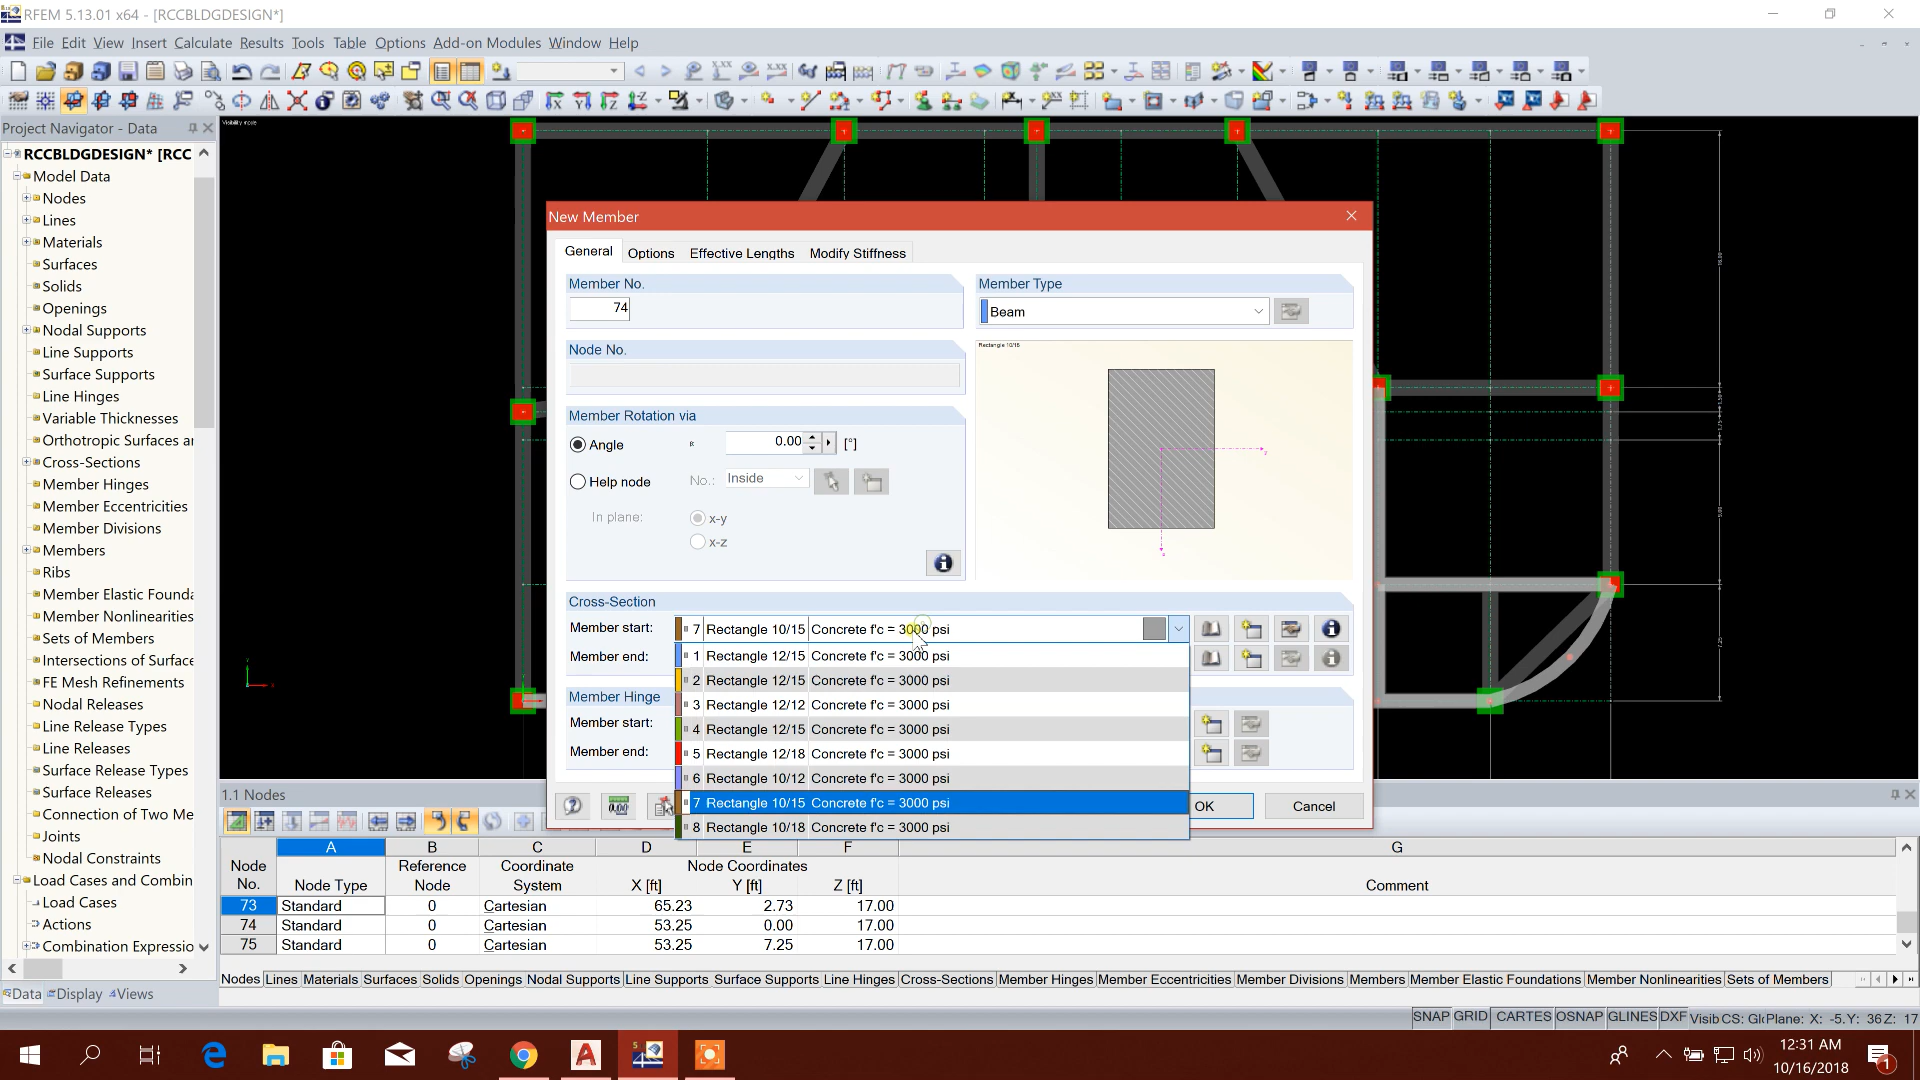 RFEM 5.13.01 x64 - [RCCBLDGDESIGN*]
File Edit View Insert Calculate Results Tools Table Options Add-on Modules Window Help
Project Navigator - Data
RCCBLDGDESIGN* [RCC
Model Data
Nodes
Lines
Materials
Surfaces
Solids
Openings
Nodal Supports
Line Supports
Surface Supports
Line Hinges
Variable Thicknesses
Orthotropic Surfaces ar
Cross-Sections
Member Hinges
Member Eccentricities
Member Divisions
Members
Ribs
Member Elastic Founda
Member Nonlinearities
Sets of Members
Intersections of Surface
FE Mesh Refinements
Nodal Releases
Line Release Types
Line Releases
Surface Release Types
Surface Releases
Connection of Two Me
Joints
Nodal Constraints
Load Cases and Combin
Load Cases
Actions
Combination Expressio
Data Display Views
Visibility mode
New Member
General Options Effective Lengths Modify Stiffness
Member No.
74
Member Type
Beam
Node No.
Rectangle 10/15
Member Rotation via
Angle
0.00
[°]
Help node
No.:
Inside
In plane:
x-y
x-z
Cross-Section
Member start:
7 Rectangle 10/15 Concrete f'c = 3000 psi
Member end:
1 Rectangle 12/15 Concrete f'c = 3000 psi
2 Rectangle 12/15 Concrete f'c = 3000 psi
3 Rectangle 12/12 Concrete f'c = 3000 psi
4 Rectangle 12/15 Concrete f'c = 3000 psi
5 Rectangle 12/18 Concrete f'c = 3000 psi
6 Rectangle 10/12 Concrete f'c = 3000 psi
7 Rectangle 10/15 Concrete f'c = 3000 psi
8 Rectangle 10/18 Concrete f'c = 3000 psi
Member Hinge
Member start:
Member end:
OK
Cancel
1.1 Nodes
A B C D E F G
Node No.
Node Type
Reference Node
Coordinate System
Node Coordinates
X [ft] Y [ft] Z [ft]
Comment
73 Standard 0 Cartesian 65.23 2.73 17.00
74 Standard 0 Cartesian 53.25 0.00 17.00
75 Standard 0 Cartesian 53.25 7.25 17.00
Nodes Lines Materials Surfaces Solids Openings Nodal Supports Line Supports Surface Supports Line Hinges Cross-Sections Member Hinges Member Eccentricities Member Divisions Members Member Elastic Foundations Member Nonlinearities Sets of Members
SNAP GRID CARTES OSNAP GLINES DXF Visib CS: Gl Plane: X: -5. Y: 36 Z: 17
12:31 AM
10/16/2018
1